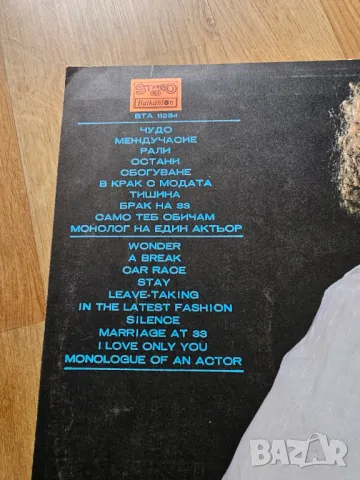 STEREO
Balkanton
ВТА 11234
ЧУДО
МЕЖДУЧАСИЕ
РАЛИ
ОСТАНИ
СБОГУВАНЕ
В КРАК С МОДАТА
ТИШИНА
БРАК НА 33
САМО ТЕБ ОБИЧАМ
МОНОЛОГ НА ЕДИН АКТЬОР
WONDER
A BREAK
CAR RACE
STAY
LEAVE-TAKING
IN THE LATEST FASHION
SILENCE
MARRIAGE AT 33
I LOVE ONLY YOU
MONOLOGUE OF AN ACTOR
BAZAR